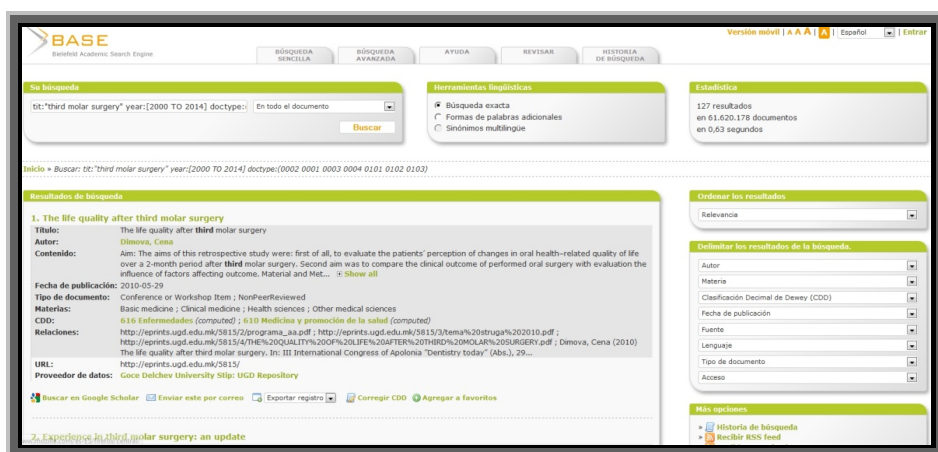 Versión móvil | A A A | A | Español | Entrar
BASE
Bielefeld Academic Search Engine
BÚSQUEDA SENCILLA
BÚSQUEDA AVANZADA
AYUDA
REVISAR
HISTORIA DE BÚSQUEDA
Su búsqueda
tit:"third molar surgery" year:[2000 TO 2014] doctype:(
En todo el documento
Buscar
Herramientas lingüísticas
Búsqueda exacta
Formas de palabras adicionales
Sinónimos multilingüe
Estadística
127 resultados
en 61.620.178 documentos
en 0,63 segundos
Inicio » Buscar: tit:"third molar surgery" year:[2000 TO 2014] doctype:(0002 0001 0003 0004 0101 0102 0103)
Resultados de búsqueda
1. The life quality after third molar surgery
Título: The life quality after third molar surgery
Autor: Dimova, Cena
Contenido: Aim: The aims of this retrospective study were: first of all, to evaluate the patients' perception of changes in oral health–related quality of life
over a 2-month period after third molar surgery. Second aim was to compare the clinical outcome of performed oral surgery with evaluation the
influence of factors affecting outcome. Material and Met... Show all
Fecha de publicación: 2010-05-29
Tipo de documento: Conference or Workshop Item ; NonPeerReviewed
Materias: Basic medicine ; Clinical medicine ; Health sciences ; Other medical sciences
CDD: 616 Enfermedades (computed) ; 610 Medicina y promoción de la salud (computed)
Relaciones: http://eprints.ugd.edu.mk/5815/2/programa_aa.pdf ; http://eprints.ugd.edu.mk/5815/3/tema%20struga%202010.pdf ;
http://eprints.ugd.edu.mk/5815/4/THE%20QUALITY%20OF%20LIFE%20AFTER%20THIRD%20MOLAR%20SURGERY.pdf ; Dimova, Cena (2010)
The life quality after third molar surgery. In: III International Congress of Apolonia "Dentistry today" (Abs.), 29...
URL: http://eprints.ugd.edu.mk/5815/
Proveedor de datos: Goce Delchev University Stip: UGD Repository
Buscar en Google Scholar Enviar este por correo Exportar registro Corregir CDD Agregar a favoritos
2. Experience in third molar surgery: an update
Ordenar los resultados
Relevancia
Delimitar los resultados de la búsqueda.
Autor
Materia
Clasificación Decimal de Dewey (CDD)
Fecha de publicación
Fuente
Lenguaje
Tipo de documento
Acceso
Más opciones
» Historia de búsqueda
» Recibir RSS feed